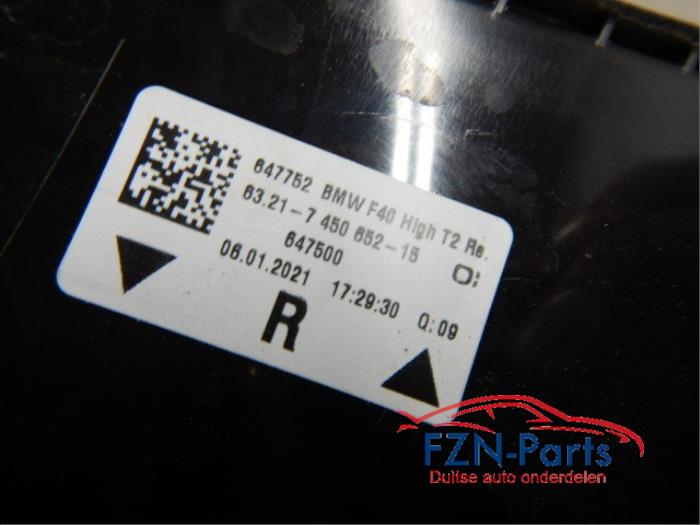 647752 BMW F40 High T2 Re.
63.21-7 450 652-15
647500 O:
06.01.2021 17:29:30 Q:09
R
FZN-Parts
Duitse auto onderdelen